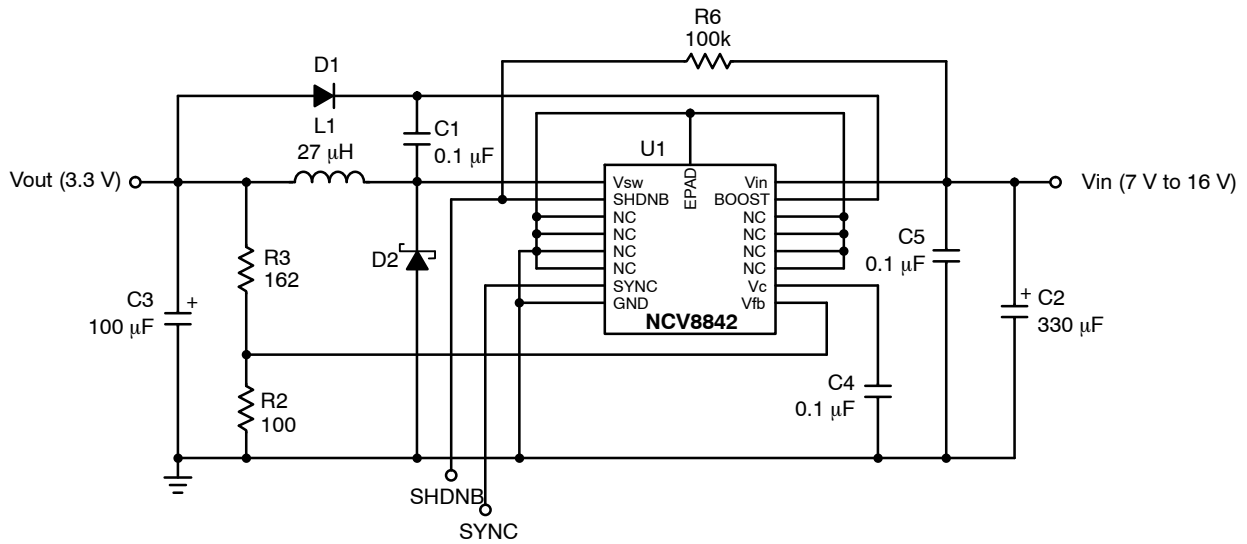 R6
100k
D1
L1
27 μH
C1
0.1 μF
U1
Vout (3.3 V)
Vin (7 V to 16 V)
EPAD
Vsw
SHDNB
NC
NC
NC
NC
SYNC
GND
Vin
BOOST
NC
NC
NC
NC
Vc
Vfb
NCV8842
R3
162
D2
C5
0.1 μF
C3
100 μF
+
+
C2
330 μF
R2
100
C4
0.1 μF
SHDNB
SYNC